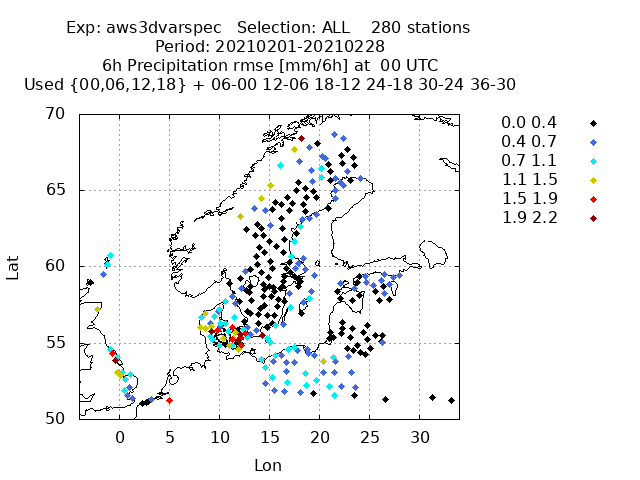 Exp: aws3dvarspec   Selection: ALL    280 stations
Period: 20210201-20210228
6h Precipitation rmse [mm/6h] at  00 UTC
Used {00,06,12,18} + 06-00 12-06 18-12 24-18 30-24 36-30
0.0 0.4
0.4 0.7
0.7 1.1
1.1 1.5
1.5 1.9
1.9 2.2
70
65
60
55
50
Lat
0 5 10 15 20 25 30
Lon